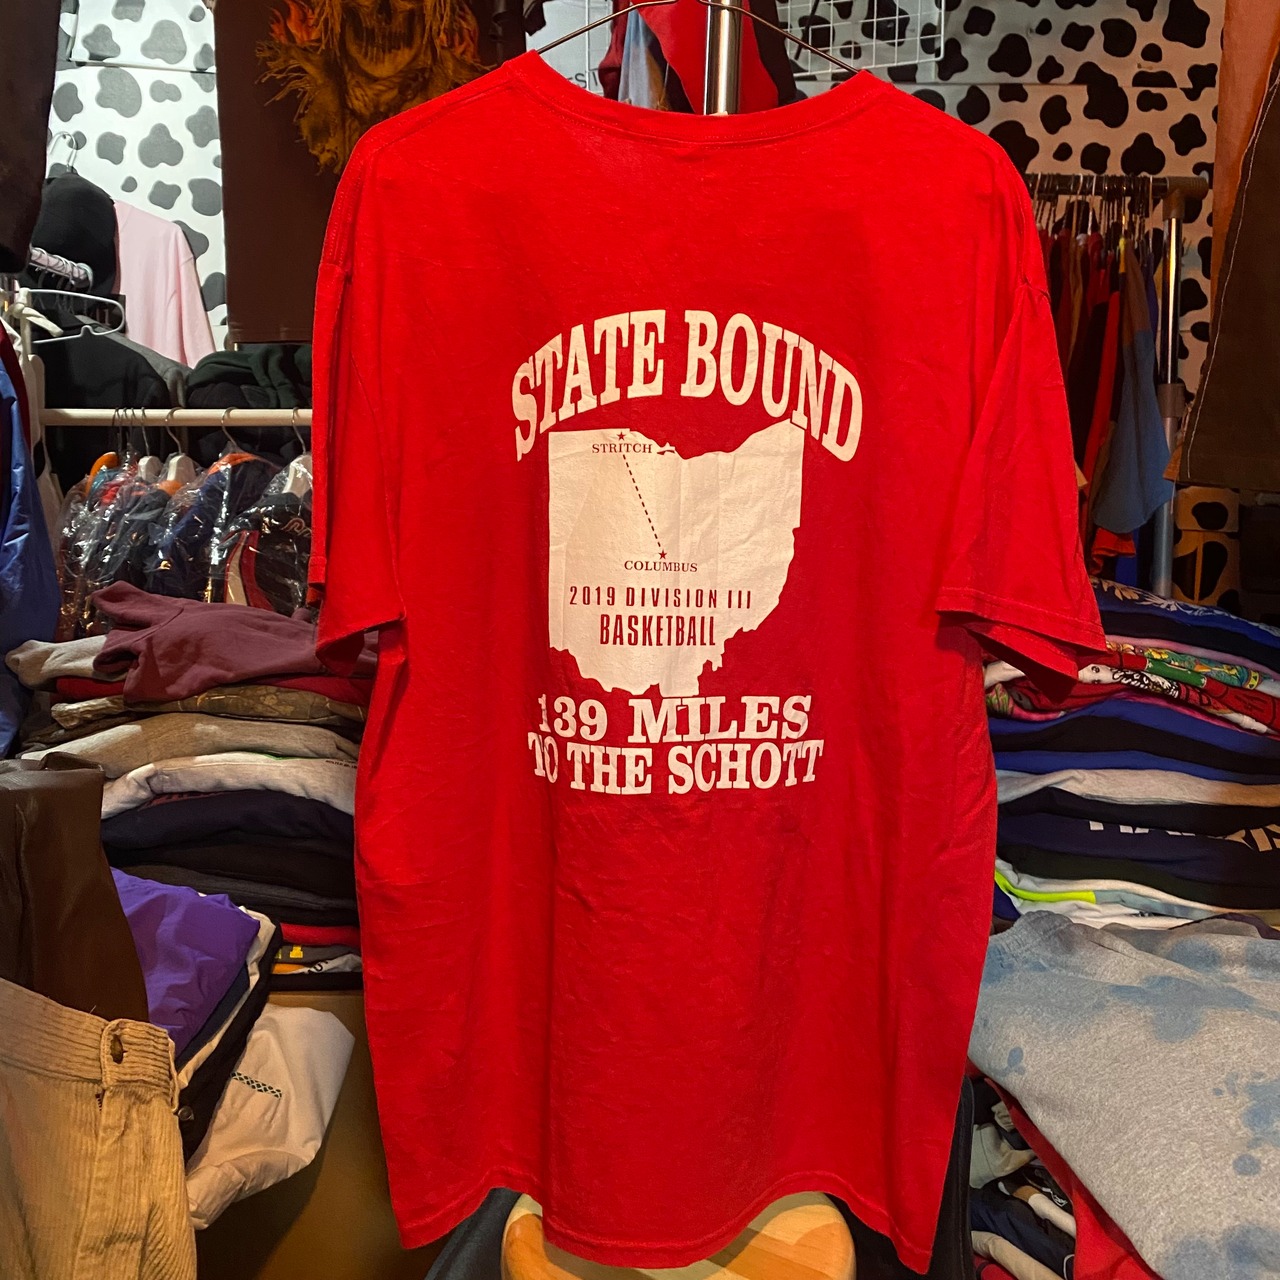 STATE BOUND
STRITCH
COLUMBUS
2019 DIVISION III
BASKETBALL
139 MILES
TO THE SCHOTT